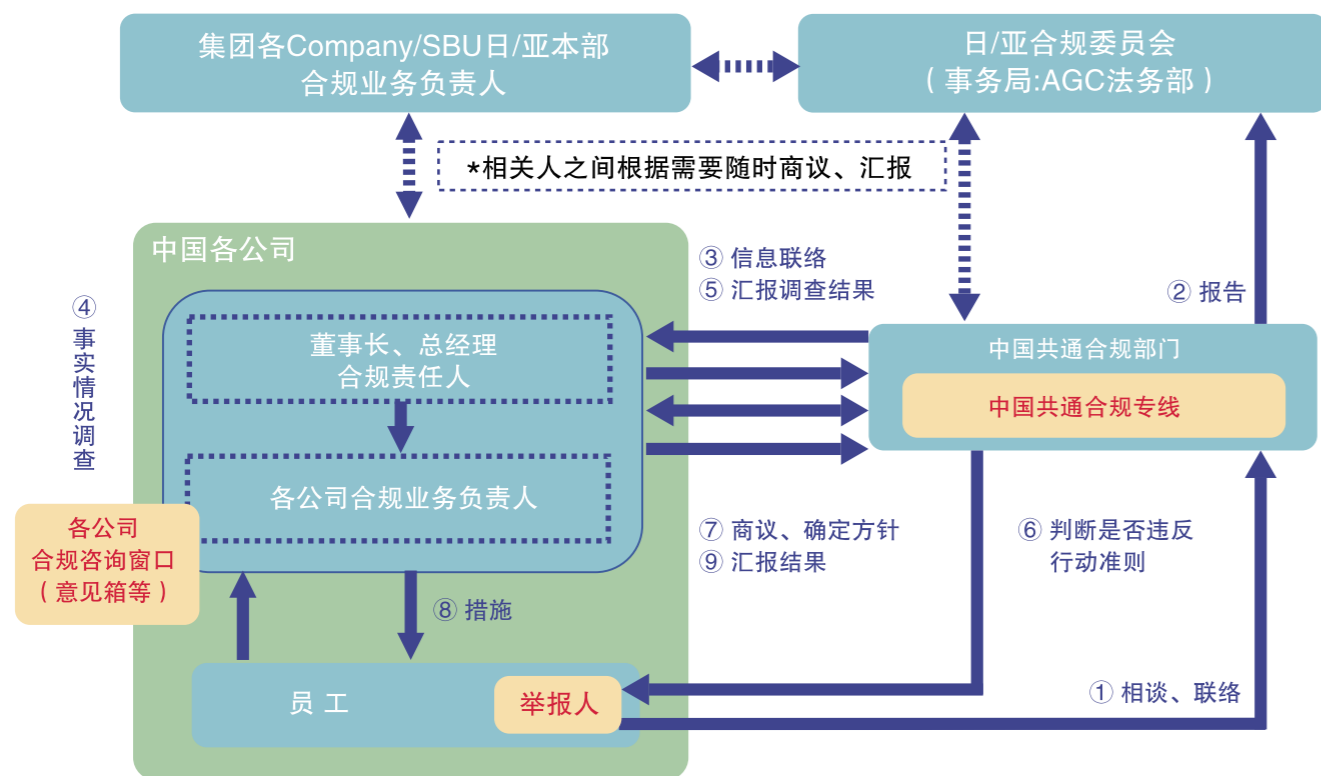 集团各Company/SBU日/亚本部
合规业务负责人
日/亚合规委员会
（事务局:AGC法务部）
*相关人之间根据需要随时商议、汇报
中国各公司
③ 信息联络
⑤ 汇报调查结果
② 报告
④
事实情况调查
董事长、总经理
合规责任人
中国共通合规部门
中国共通合规专线
各公司合规业务负责人
各公司
合规咨询窗口
（意见箱等）
⑦ 商议、确定方针
⑨ 汇报结果
⑥ 判断是否违反
行动准则
⑧ 措施
员 工
举报人
① 相谈、联络